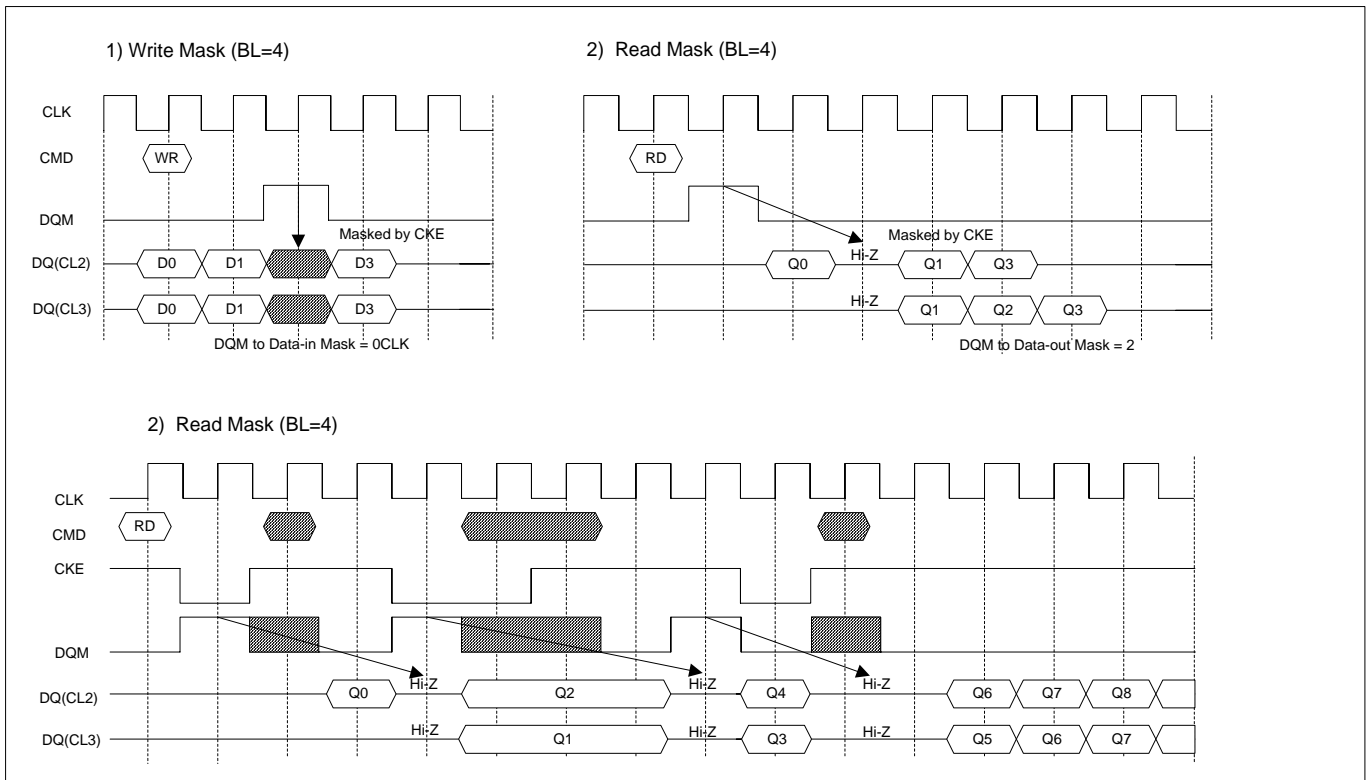 1) Write Mask (BL=4)
CLK
CMD WR
DQM
Masked by CKE
DQ(CL2) D0 D1 D3
DQ(CL3) D0 D1 D3
DQM to Data-in Mask = 0CLK
2) Read Mask (BL=4)
RD
Masked by CKE
Hi-Z
Q0 Q1 Q3
Hi-Z Q1 Q2 Q3
DQM to Data-out Mask = 2
2) Read Mask (BL=4)
CLK
RD
CMD
CKE
DQM
Hi-Z Hi-Z Hi-Z
DQ(CL2) Q0 Q2 Q4 Q6 Q7 Q8
DQ(CL3) Hi-Z Q1 Hi-Z Q3 Hi-Z Q5 Q6 Q7